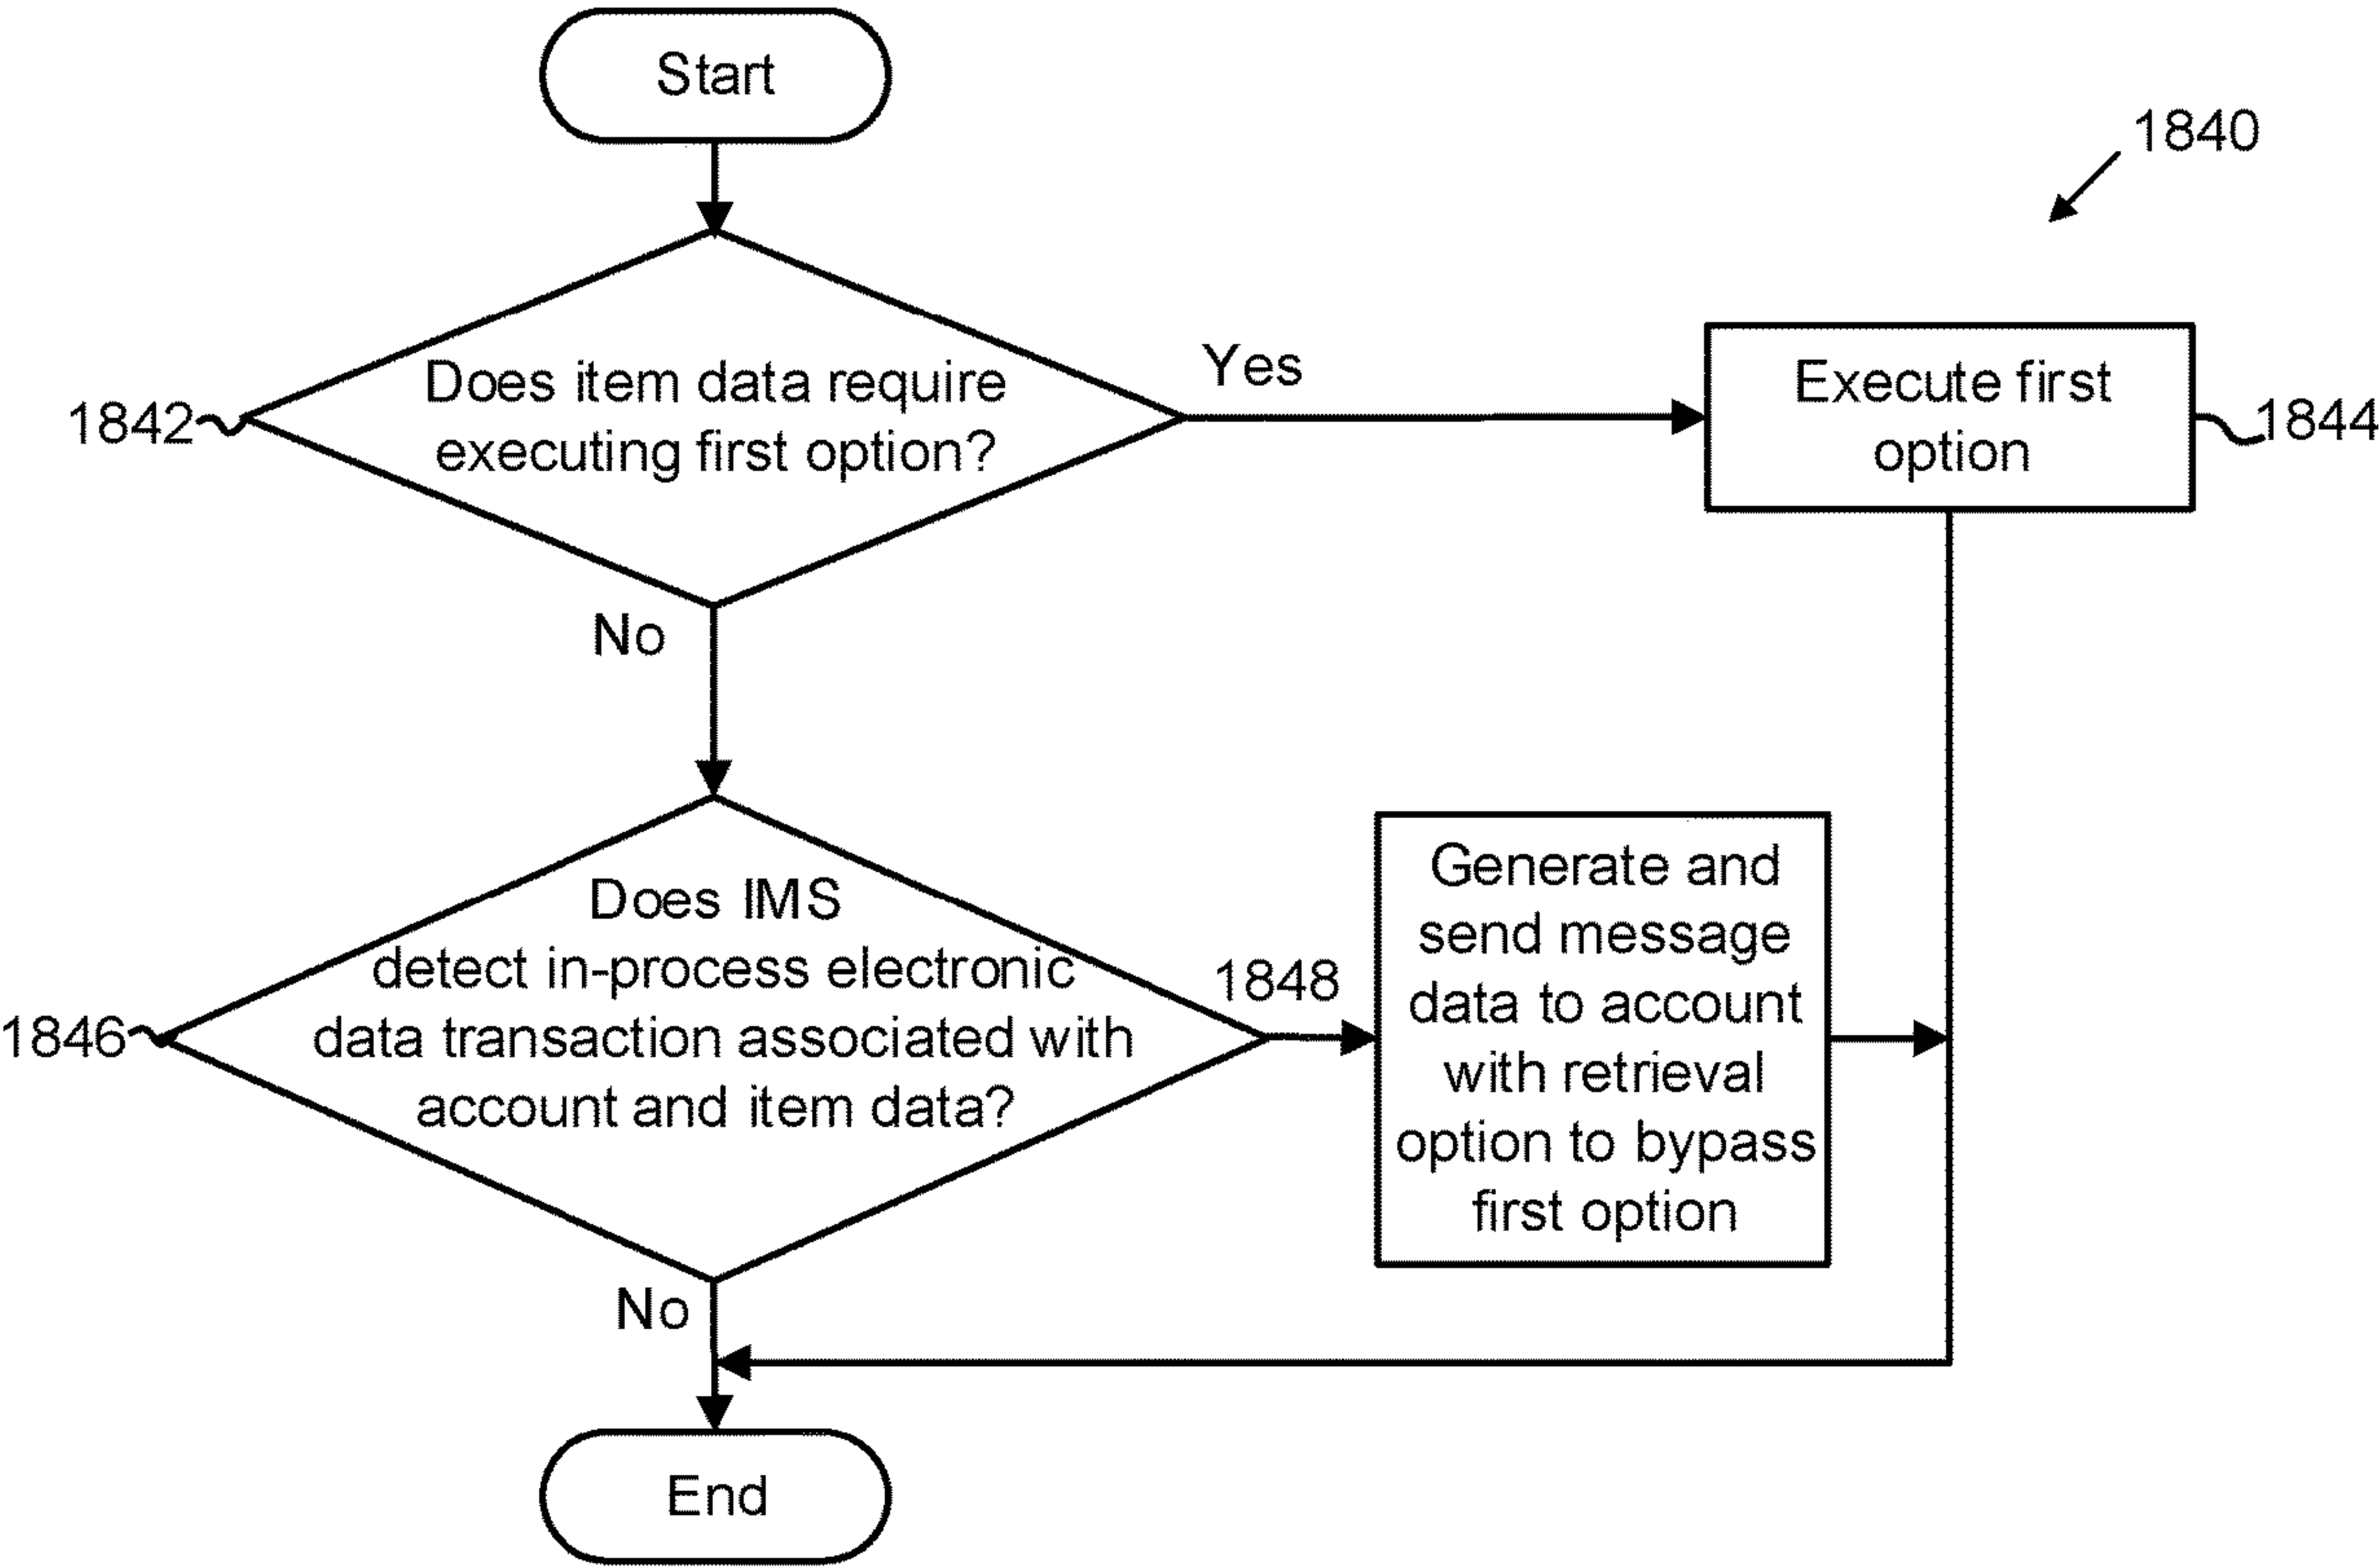 Start
1840
Does item data require
executing first option?
1842
Yes
Execute first
option
1844
No
Does IMS
detect in-process electronic
data transaction associated with
account and item data?
1846
1848
Generate and
send message
data to account
with retrieval
option to bypass
first option
No
End